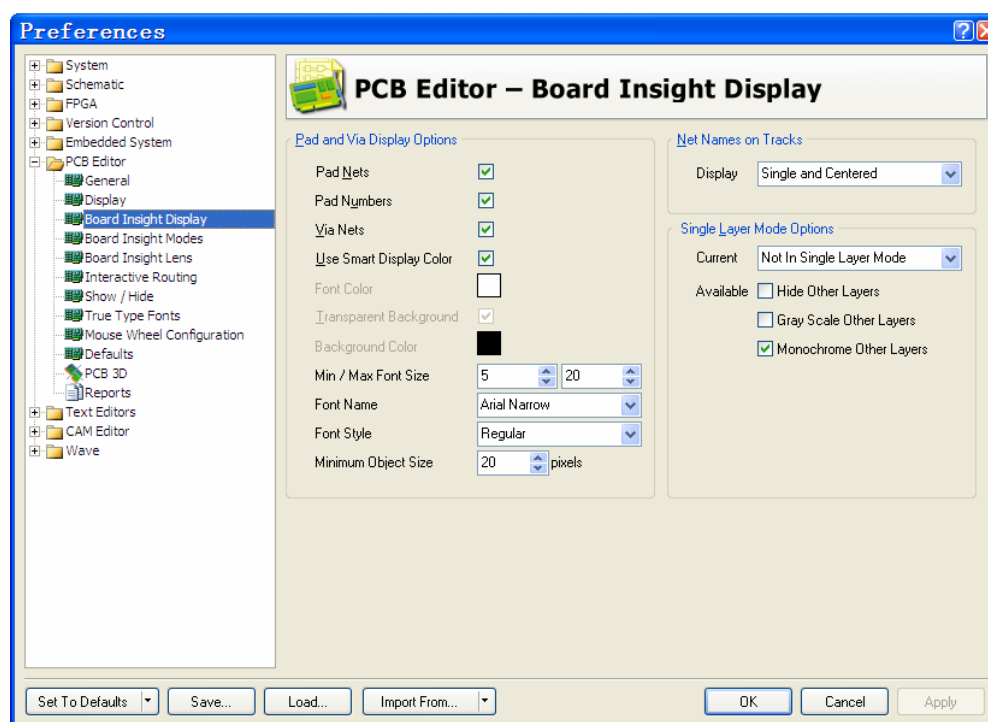 Preferences
System
Schematic
FPGA
Version Control
Embedded System
PCB Editor
General
Display
Board Insight Display
Board Insight Modes
Board Insight Lens
Interactive Routing
Show / Hide
True Type Fonts
Mouse Wheel Configuration
Defaults
PCB 3D
Reports
Text Editors
CAM Editor
Wave
PCB Editor – Board Insight Display
Pad and Via Display Options
Pad Nets
Pad Numbers
Via Nets
Use Smart Display Color
Font Color
Transparent Background
Background Color
Min / Max Font Size 5 20
Font Name Arial Narrow
Font Style Regular
Minimum Object Size 20 pixels
Net Names on Tracks
Display Single and Centered
Single Layer Mode Options
Current Not In Single Layer Mode
Available Hide Other Layers
Gray Scale Other Layers
Monochrome Other Layers
Set To Defaults Save... Load... Import From... OK Cancel Apply